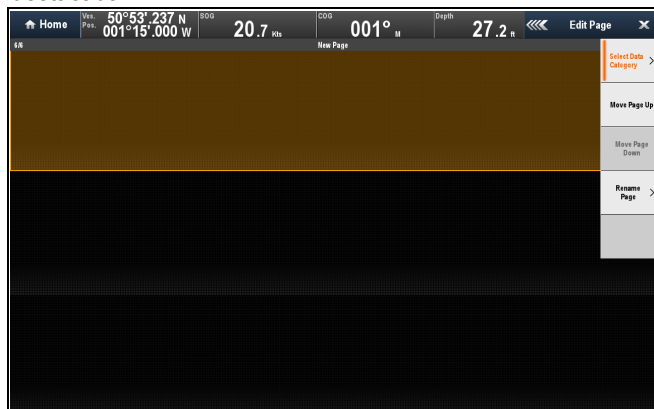 Home
Ves. Pos. 50°53'.237 N
001°15'.000 W
SOG
20.7 Kts
COG
001° M
Depth
27.2 ft
Edit Page
6/6
New Page
Select Data
Category
Move Page Up
Move Page
Down
Rename
Page